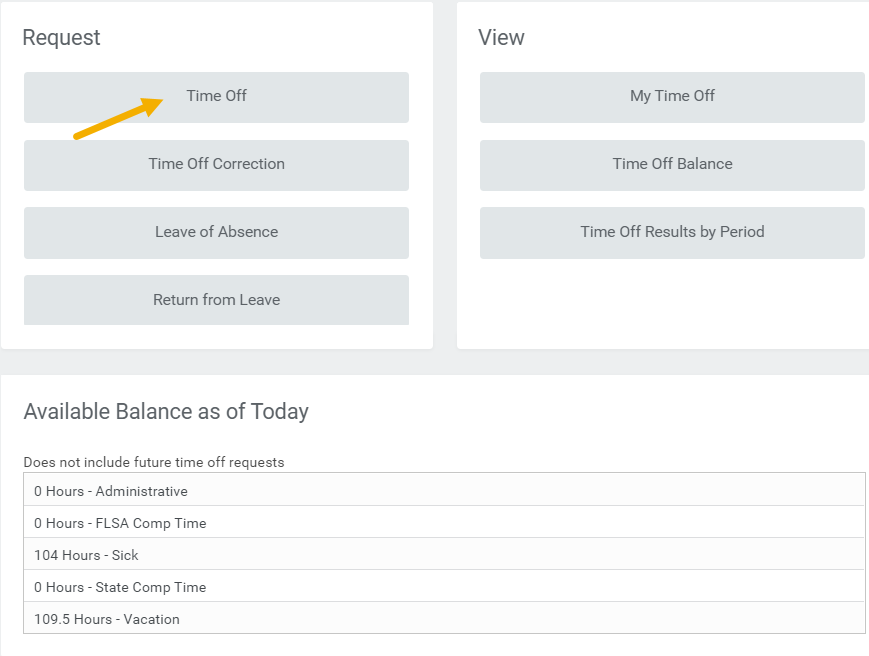 Request
Time Off
Time Off Correction
Leave of Absence
Return from Leave
View
My Time Off
Time Off Balance
Time Off Results by Period
Available Balance as of Today
Does not include future time off requests
0 Hours - Administrative
0 Hours - FLSA Comp Time
104 Hours - Sick
0 Hours - State Comp Time
109.5 Hours - Vacation